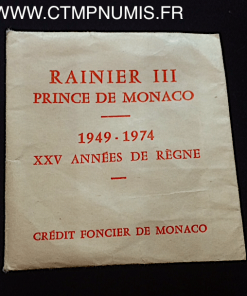 WWW.CTMPNUMIS.FR
RAINIER III
PRINCE DE MONACO
1949 - 1974
XXV ANNÉES DE RÈGNE
CRÉDIT FONCIER DE MONACO